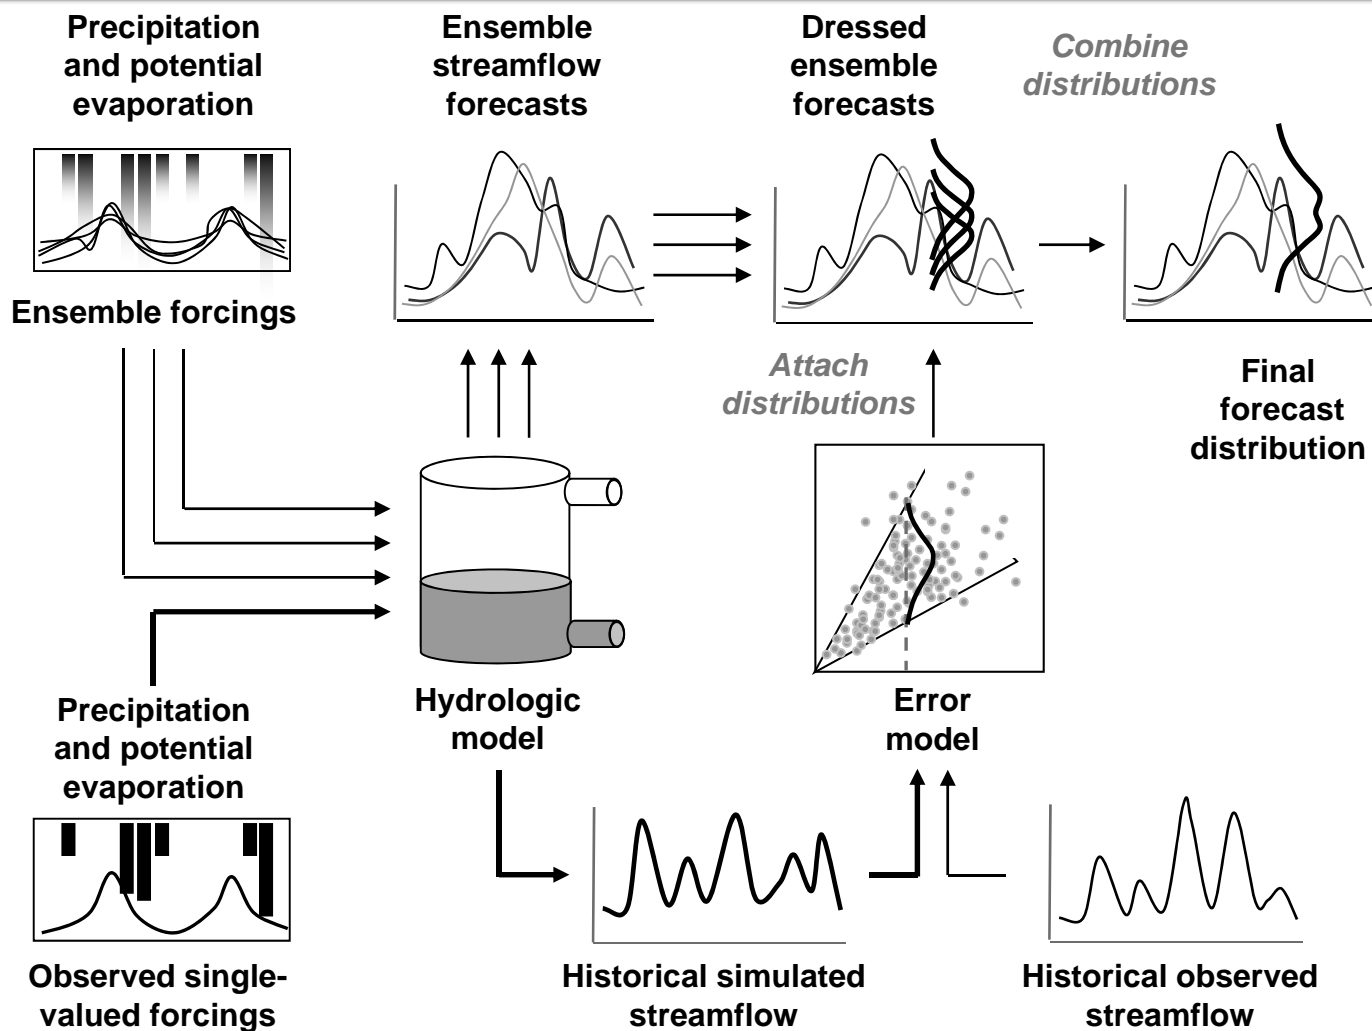 Precipitation
and potential
evaporation
Ensemble
streamflow
forecasts
Dressed
ensemble
forecasts
Combine
distributions
Ensemble forcings
Attach
distributions
Final
forecast
distribution
Hydrologic
model
Error
model
Precipitation
and potential
evaporation
Observed single-
valued forcings
Historical simulated
streamflow
Historical observed
streamflow